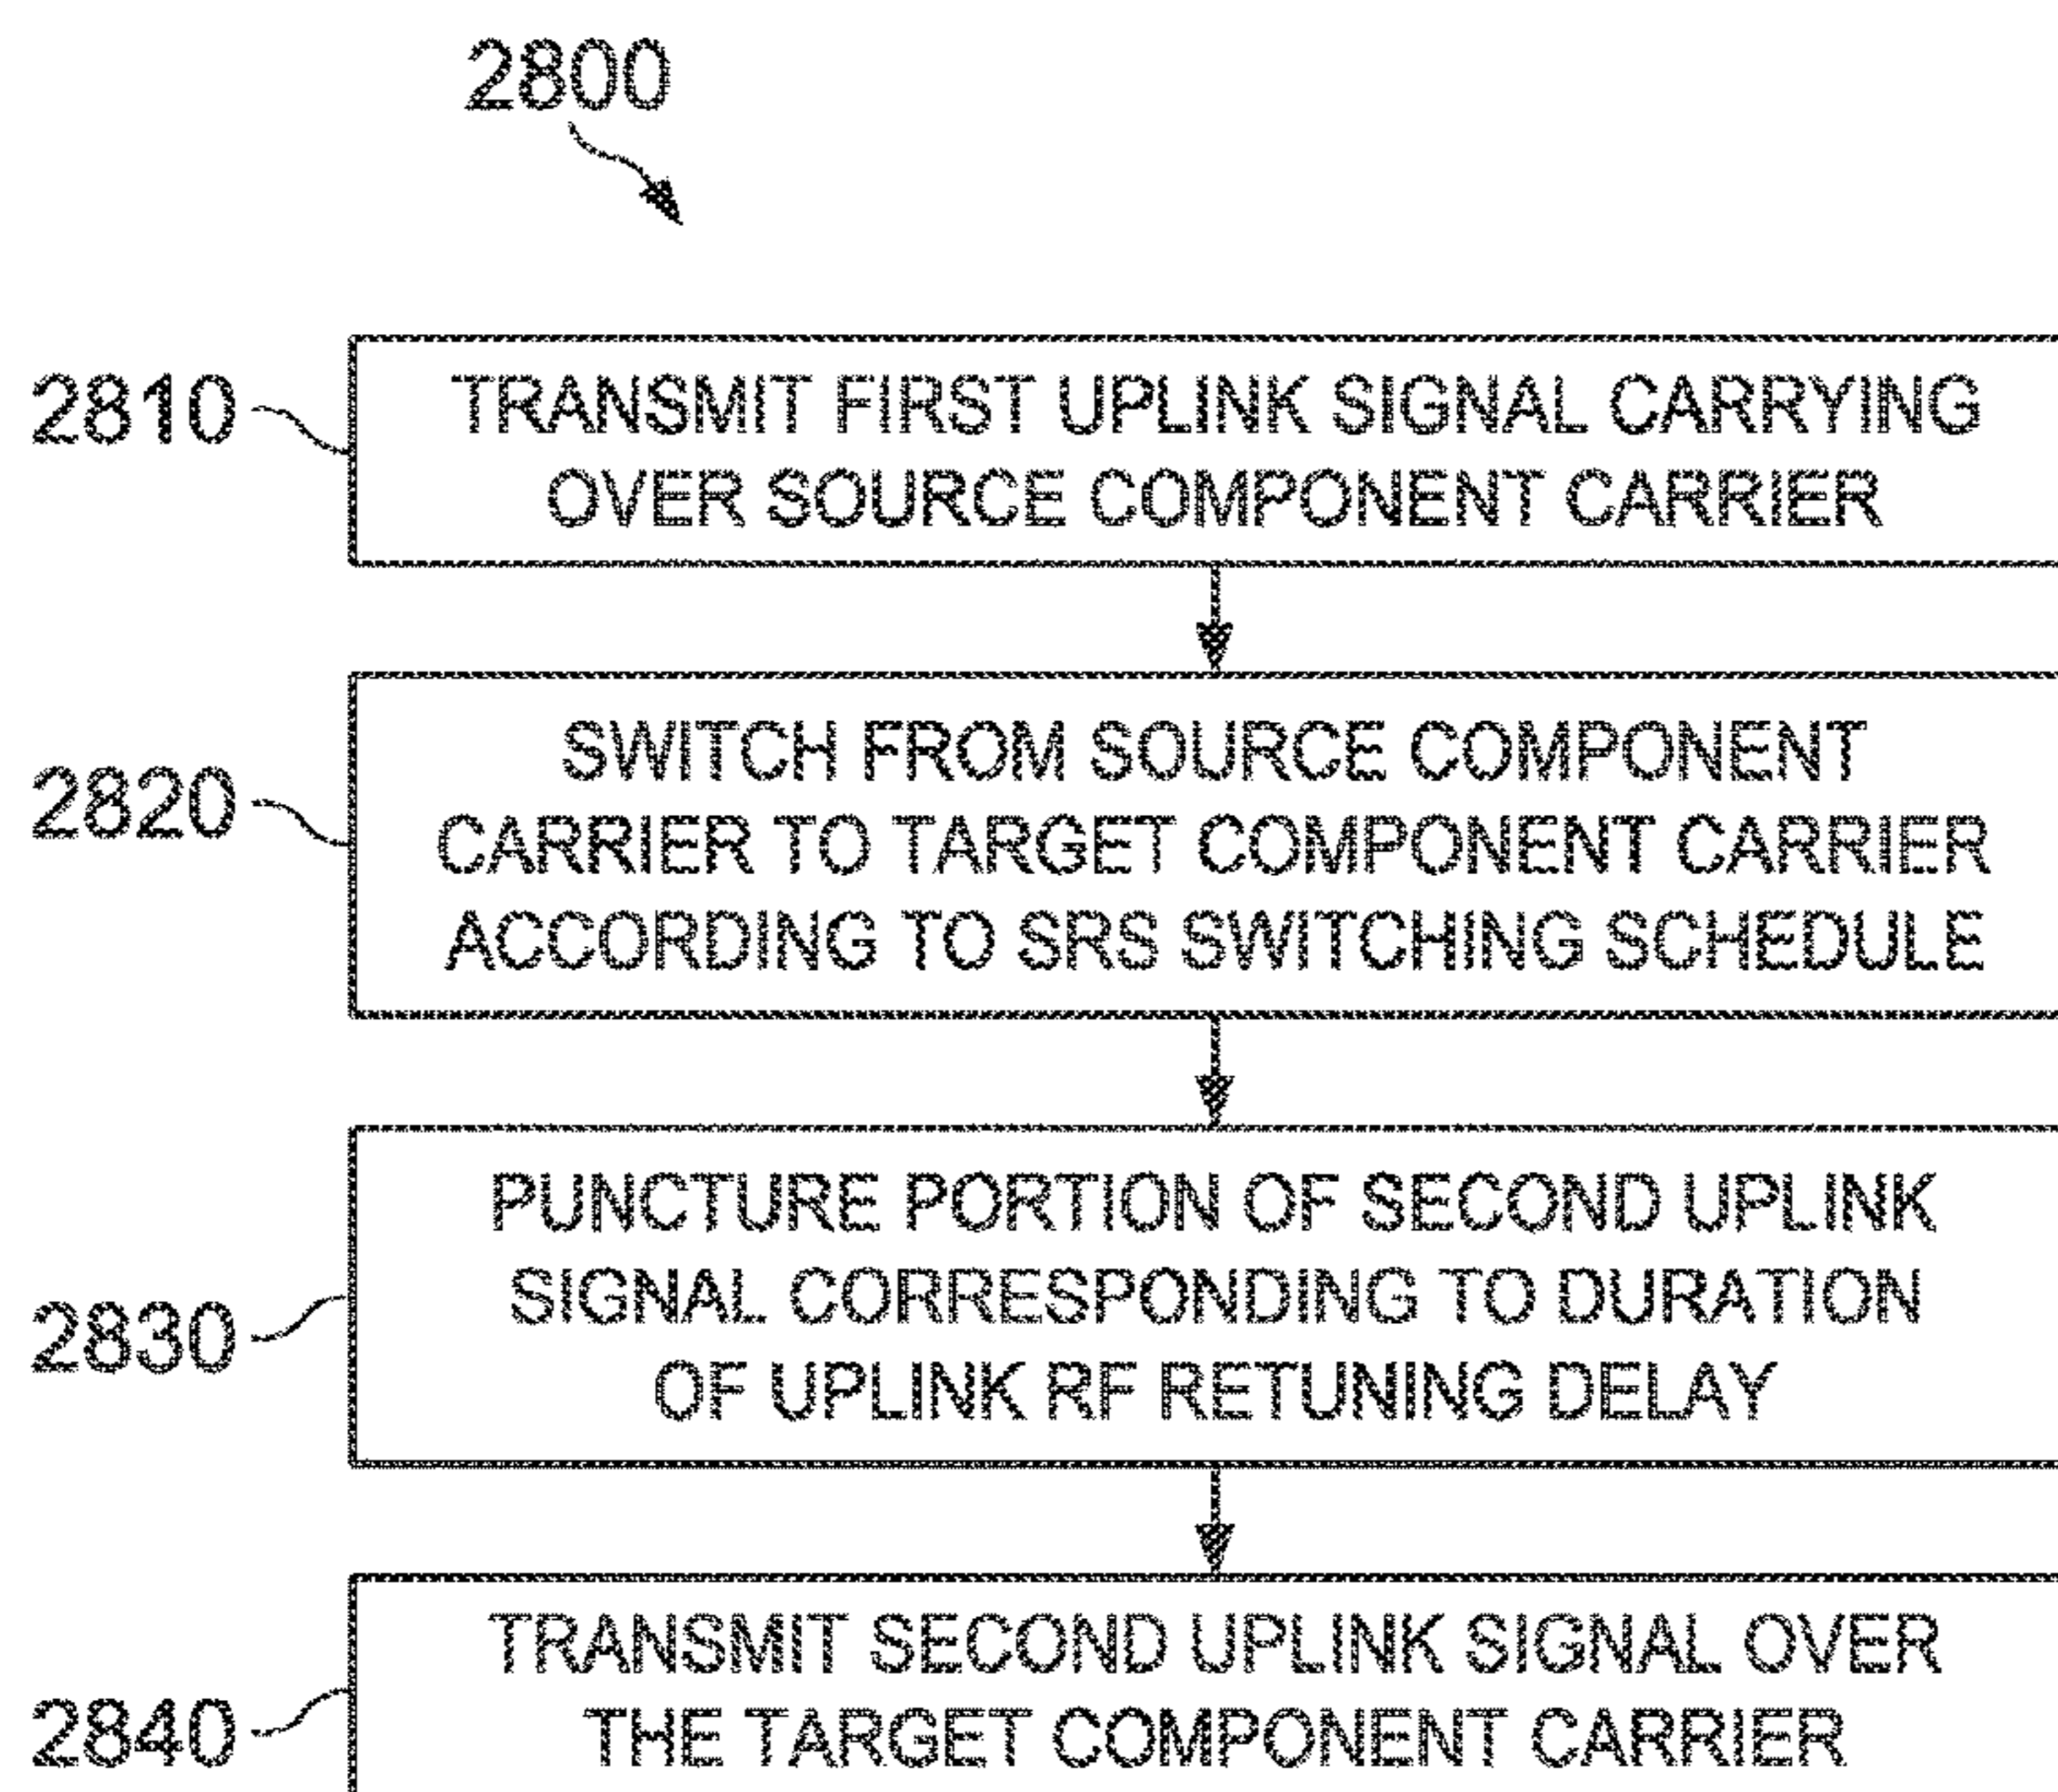 2800
2810
TRANSMIT FIRST UPLINK SIGNAL CARRYING
OVER SOURCE COMPONENT CARRIER
2820
SWITCH FROM SOURCE COMPONENT
CARRIER TO TARGET COMPONENT CARRIER
ACCORDING TO SRS SWITCHING SCHEDULE
2830
PUNCTURE PORTION OF SECOND UPLINK
SIGNAL CORRESPONDING TO DURATION
OF UPLINK RF RETUNING DELAY
2840
TRANSMIT SECOND UPLINK SIGNAL OVER
THE TARGET COMPONENT CARRIER